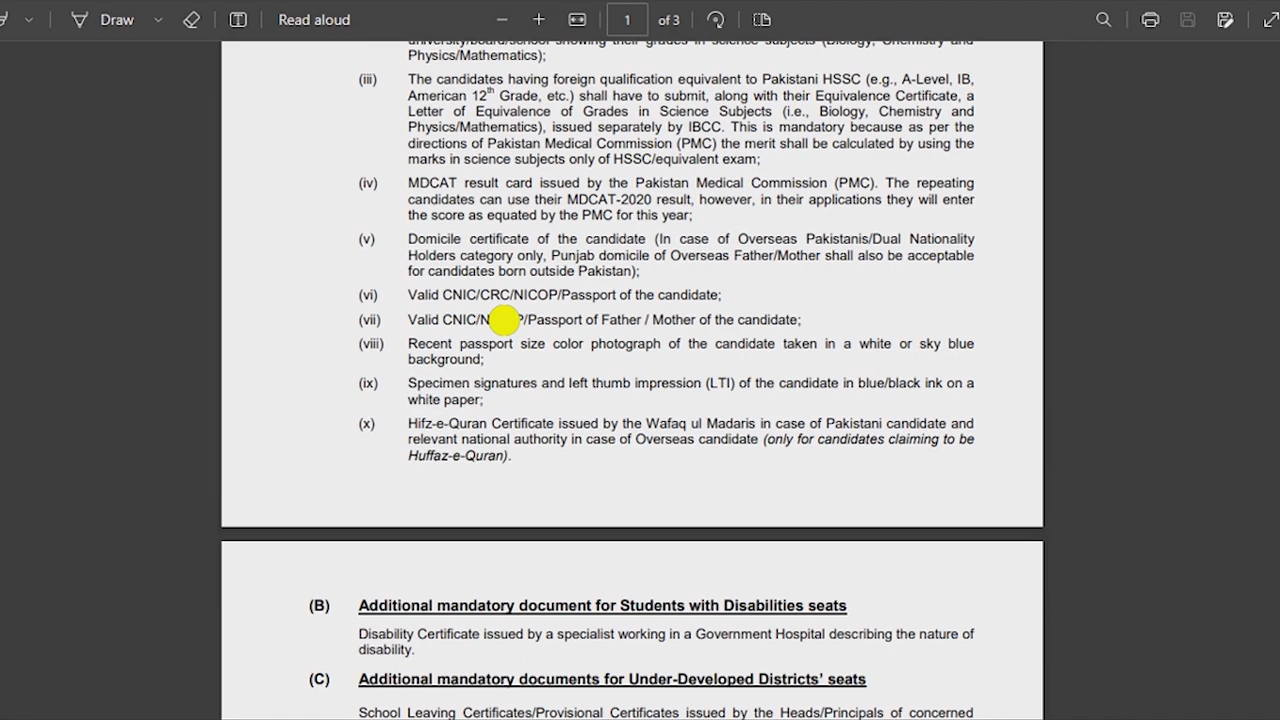 Draw
Read aloud
1 of 3
university/board/school showing their grades in science subjects (Biology, Chemistry and
Physics/Mathematics);
(iii) The candidates having foreign qualification equivalent to Pakistani HSSC (e.g., A-Level, IB,
American 12th Grade, etc.) shall have to submit, along with their Equivalence Certificate, a
Letter of Equivalence of Grades in Science Subjects (i.e., Biology, Chemistry and
Physics/Mathematics), issued separately by IBCC. This is mandatory because as per the
directions of Pakistan Medical Commission (PMC) the merit shall be calculated by using the
marks in science subjects only of HSSC/equivalent exam;
(iv) MDCAT result card issued by the Pakistan Medical Commission (PMC). The repeating
candidates can use their MDCAT-2020 result, however, in their applications they will enter
the score as equated by the PMC for this year;
(v) Domicile certificate of the candidate (In case of Overseas Pakistanis/Dual Nationality
Holders category only, Punjab domicile of Overseas Father/Mother shall also be acceptable
for candidates born outside Pakistan);
(vi) Valid CNIC/CRC/NICOP/Passport of the candidate;
(vii) Valid CNIC/ /Passport of Father / Mother of the candidate;
(viii) Recent passport size color photograph of the candidate taken in a white or sky blue
background;
(ix) Specimen signatures and left thumb impression (LTI) of the candidate in blue/black ink on a
white paper;
(x) Hifz-e-Quran Certificate issued by the Wafaq ul Madaris in case of Pakistani candidate and
relevant national authority in case of Overseas candidate (only for candidates claiming to be
Huffaz-e-Quran).
(B) Additional mandatory document for Students with Disabilities seats
Disability Certificate issued by a specialist working in a Government Hospital describing the nature of
disability.
(C) Additional mandatory documents for Under-Developed Districts' seats
School Leaving Certificates/Provisional Certificates issued by the Heads/Principals of concerned